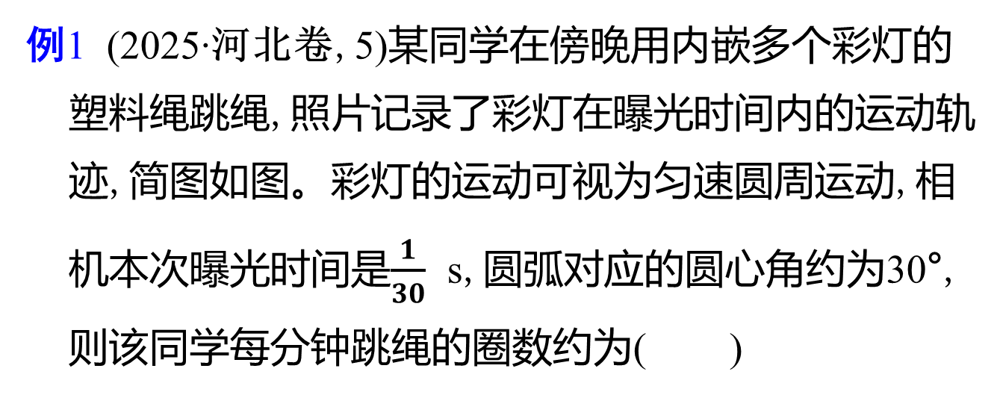 例1 (2025·河北卷, 5)某同学在傍晚用内嵌多个彩灯的
塑料绳跳绳, 照片记录了彩灯在曝光时间内的运动轨
迹, 简图如图。彩灯的运动可视为匀速圆周运动, 相
机本次曝光时间是1/30 s, 圆弧对应的圆心角约为30°,
则该同学每分钟跳绳的圈数约为(  )